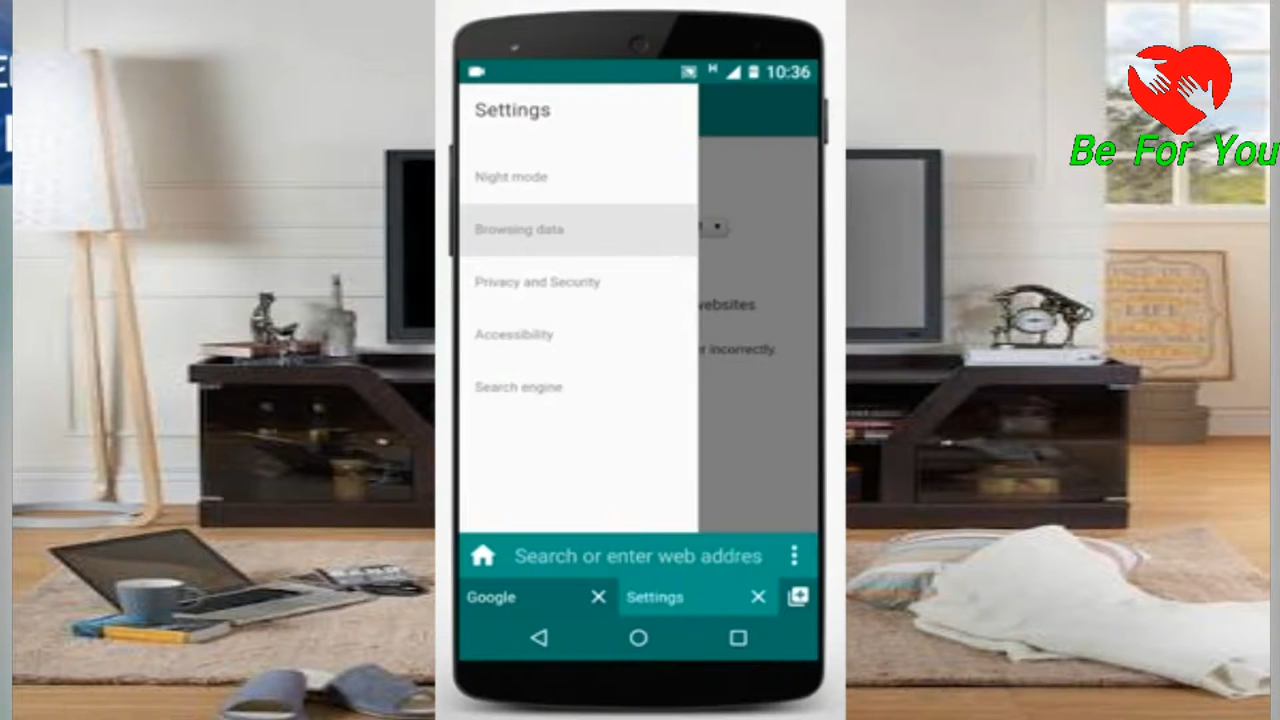 10:36
Settings
Night mode
Browsing data
Privacy and Security
Accessibility
Search engine
websites
r incorrectly.
Search or enter web addres
Google
Settings
Be For You
LIFE